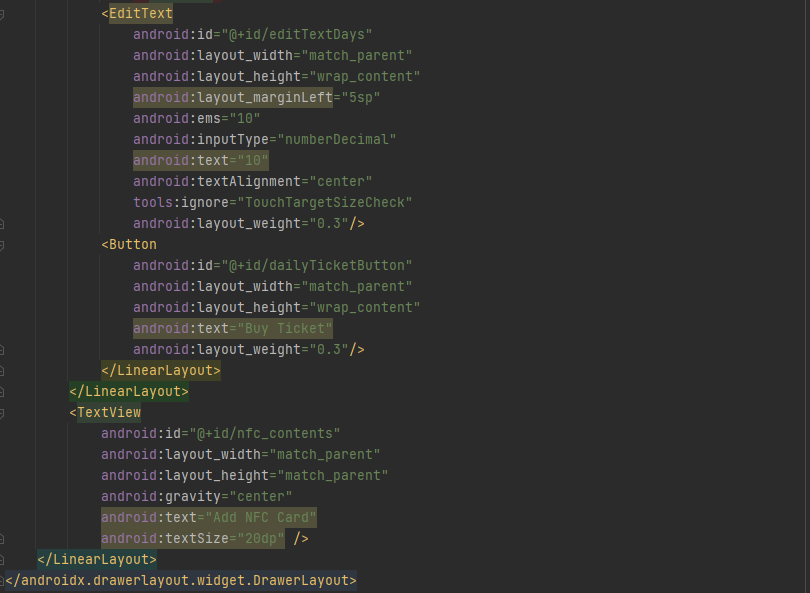 <EditText
android:id="@+id/editTextDays"
android:layout_width="match_parent"
android:layout_height="wrap_content"
android:layout_marginLeft="5sp"
android:ems="10"
android:inputType="numberDecimal"
android:text="10"
android:textAlignment="center"
tools:ignore="TouchTargetSizeCheck"
android:layout_weight="0.3"/>
<Button
android:id="@+id/dailyTicketButton"
android:layout_width="match_parent"
android:layout_height="wrap_content"
android:text="Buy Ticket"
android:layout_weight="0.3"/>
</LinearLayout>
</LinearLayout>
<TextView
android:id="@+id/nfc_contents"
android:layout_width="match_parent"
android:layout_height="match_parent"
android:gravity="center"
android:text="Add NFC Card"
android:textSize="20dp" />
</LinearLayout>
</androidx.drawerlayout.widget.DrawerLayout>